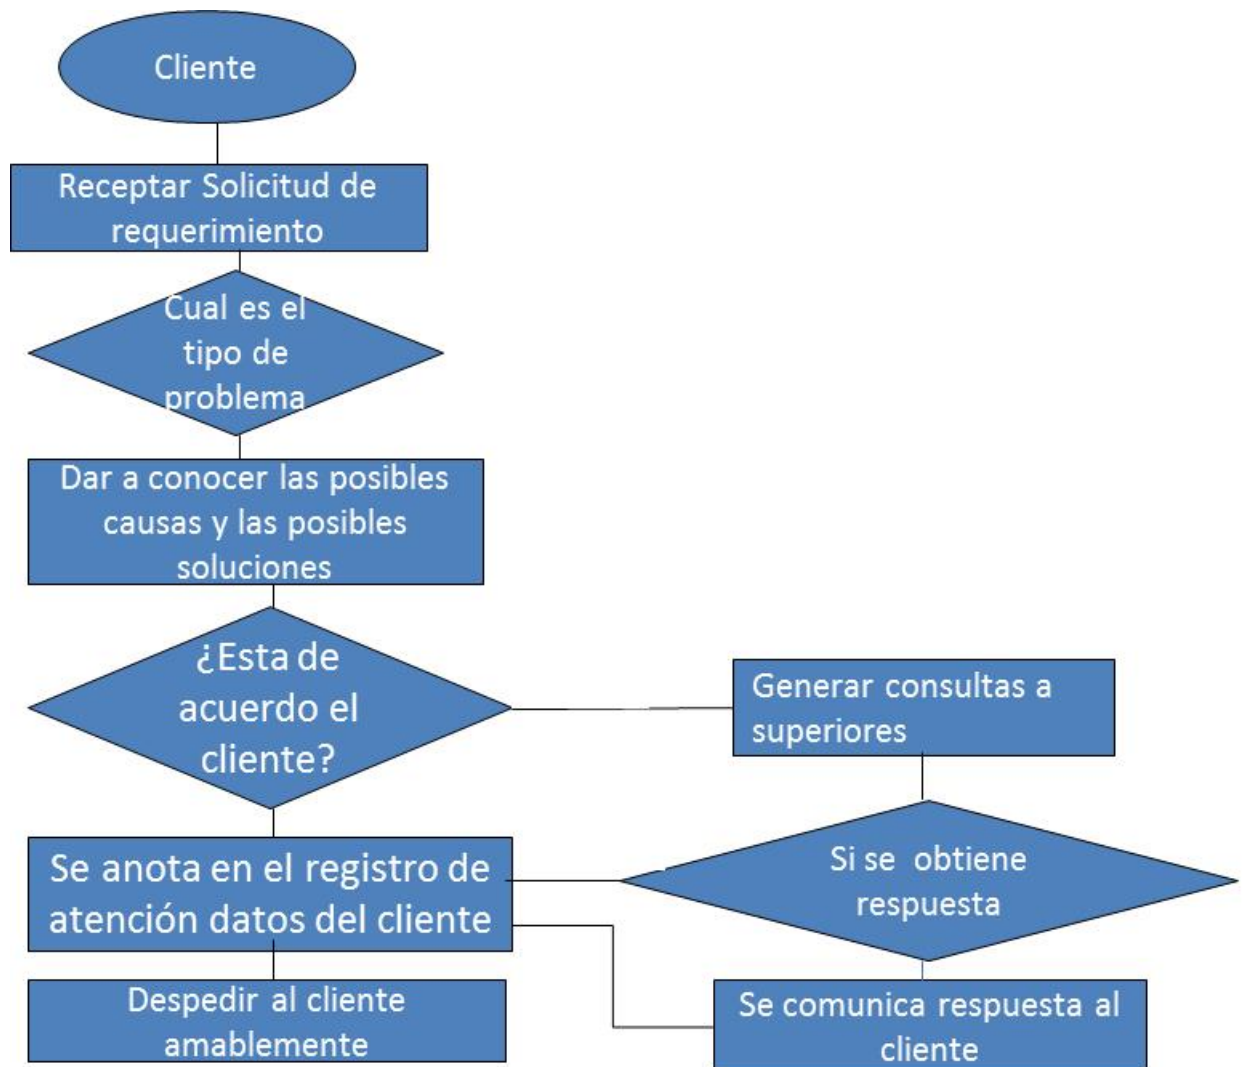 Cliente
Receptar Solicitud de
requerimiento
Cual es el
tipo de
problema
Dar a conocer las posibles
causas y las posibles
soluciones
¿Esta de
acuerdo el
cliente?
Generar consultas a
superiores
Se anota en el registro de
atención datos del cliente
Si se obtiene
respuesta
Despedir al cliente
amablemente
Se comunica respuesta al
cliente